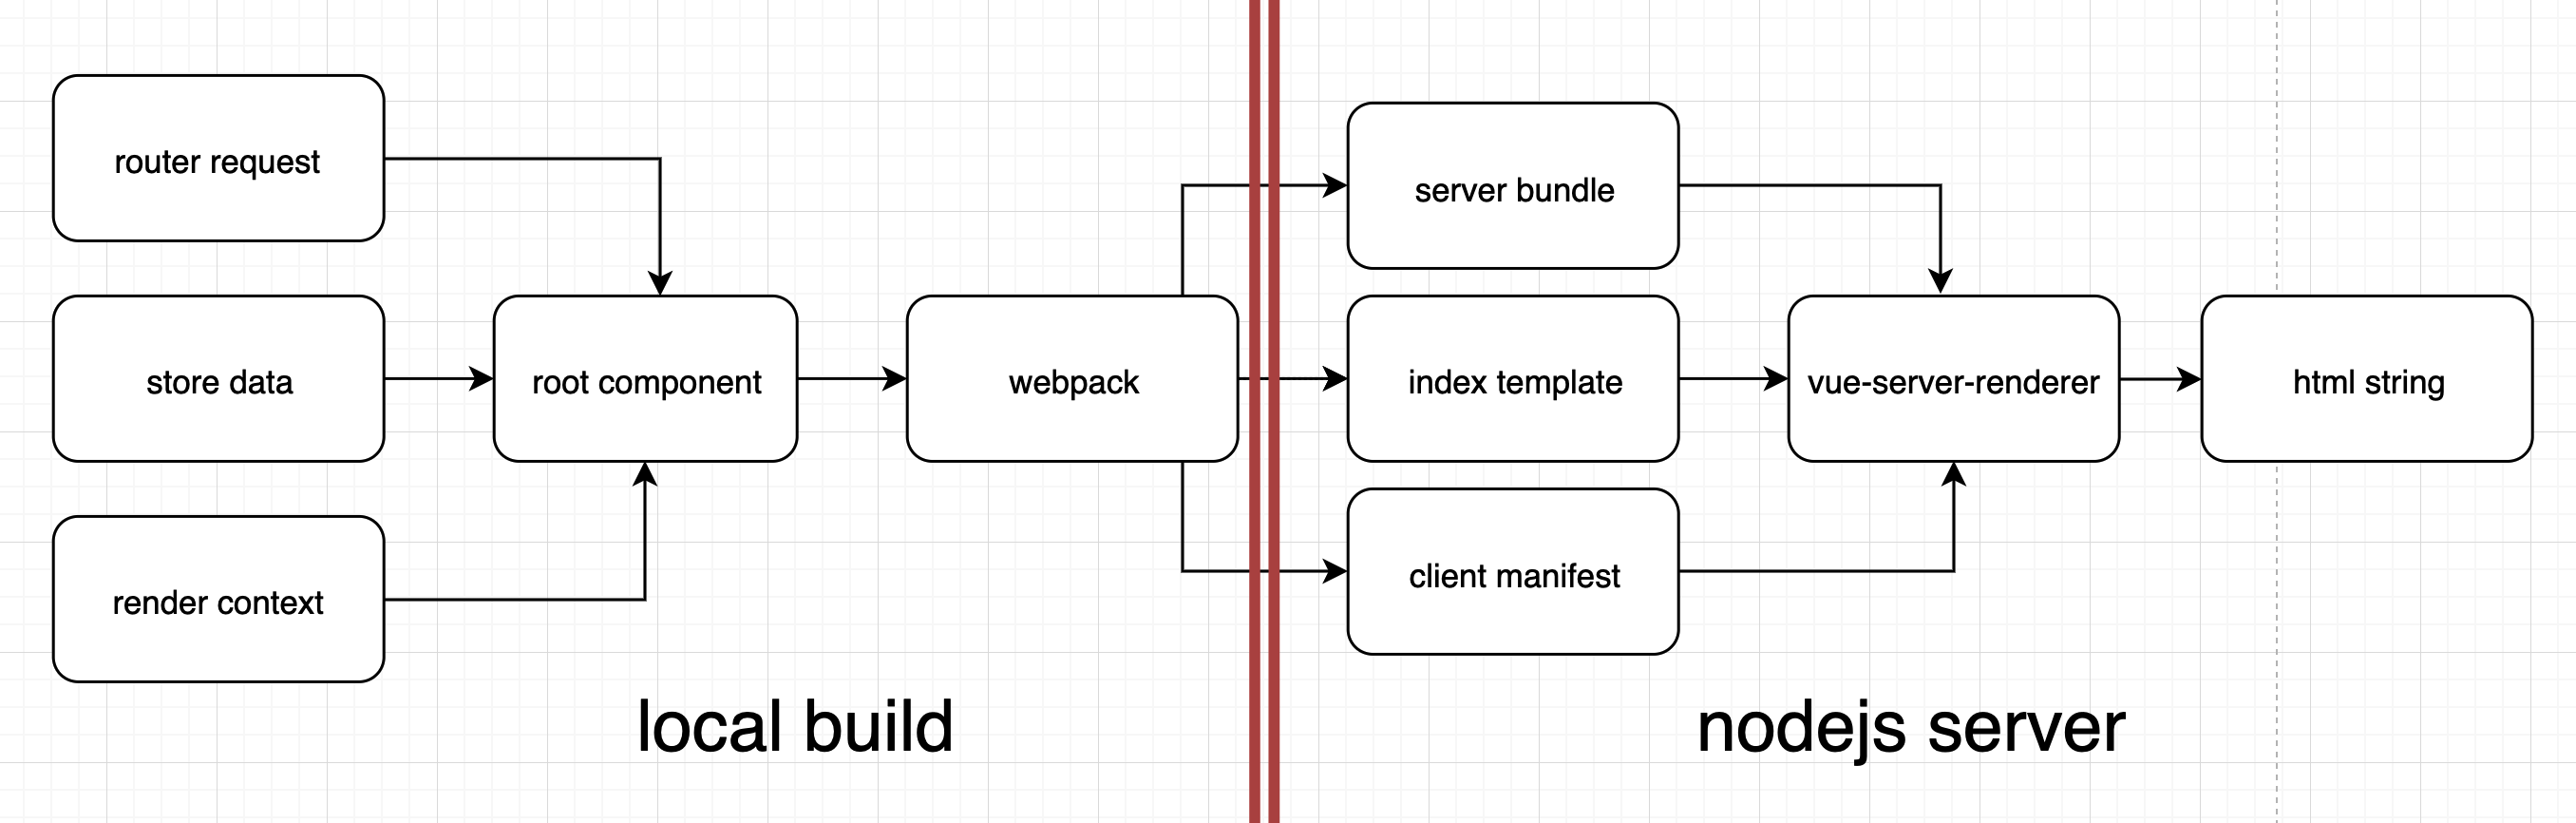 router request
store data
render context
root component
webpack
local build
server bundle
index template
client manifest
vue-server-renderer
html string
nodejs server